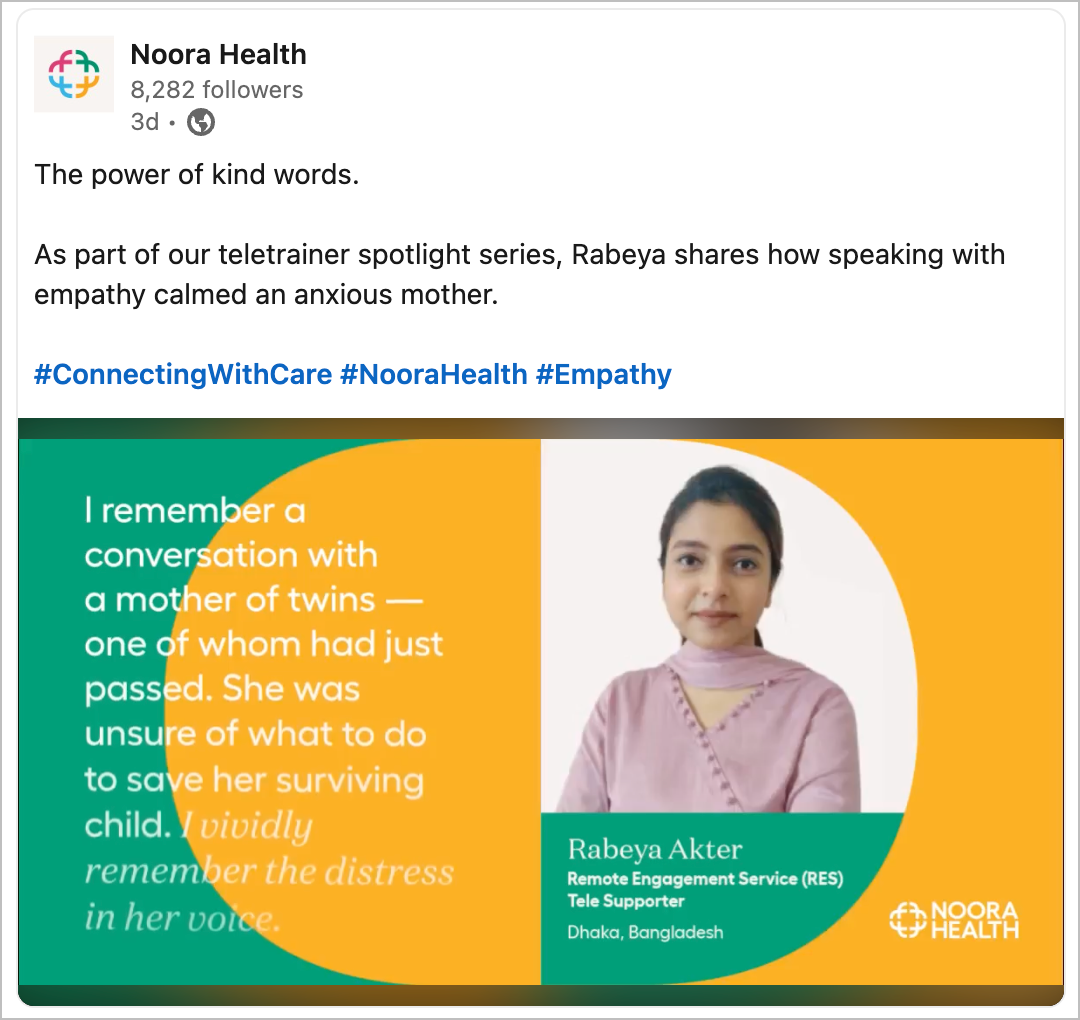 Noora Health
8,282 followers
3d •
The power of kind words.
As part of our teletrainer spotlight series, Rabeya shares how speaking with
empathy calmed an anxious mother.
#ConnectingWithCare #NooraHealth #Empathy
I remember a
conversation with
a mother of twins —
one of whom had just
passed. She was
unsure of what to do
to save her surviving
child. I vividly
remember the distress
in her voice.
Rabeya Akter
Remote Engagement Service (RES)
Tele Supporter
Dhaka, Bangladesh
NOORA
HEALTH